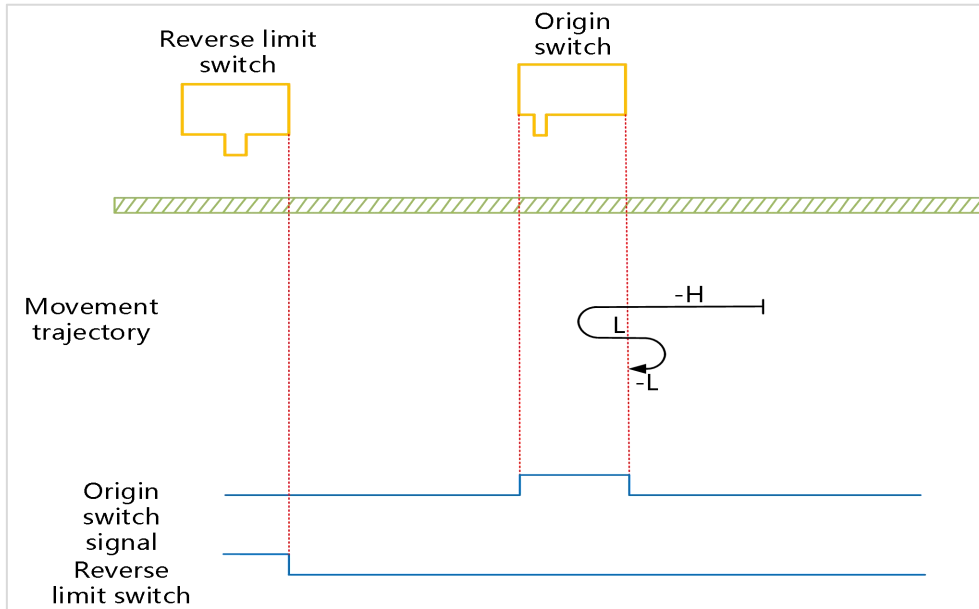 Reverse limit
switch
Origin
switch
Movement
trajectory
-H
L
-L
Origin
switch
signal
Reverse
limit switch